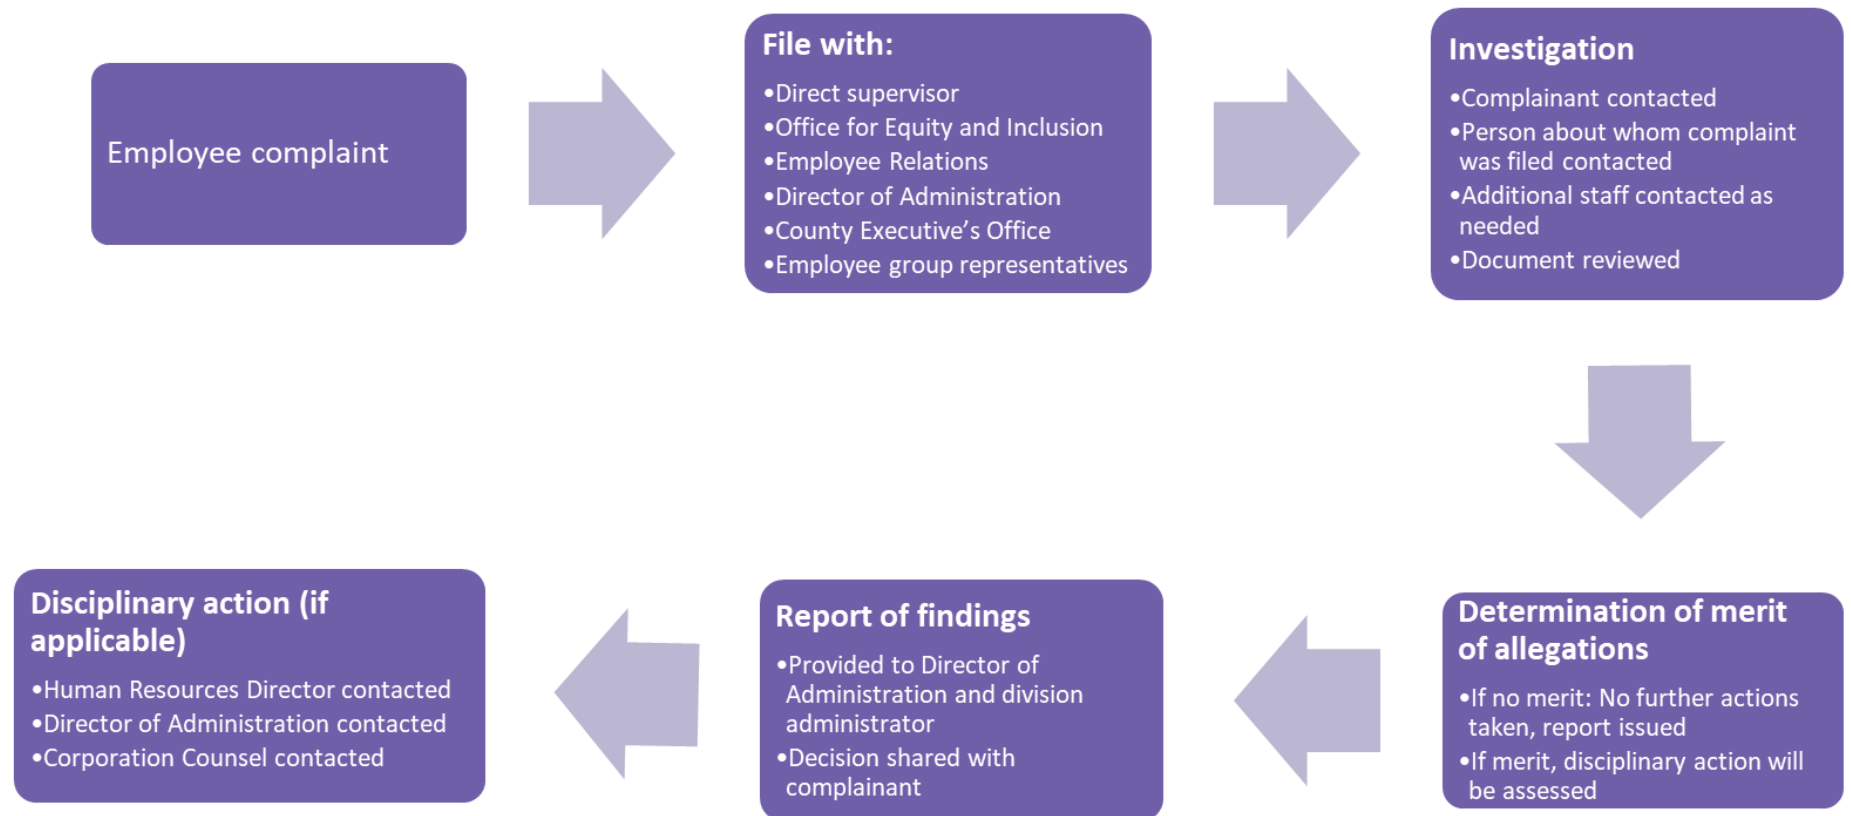 Employee complaint
File with:
•Direct supervisor
•Office for Equity and Inclusion
•Employee Relations
•Director of Administration
•County Executive’s Office
•Employee group representatives
Investigation
•Complainant contacted
•Person about whom complaint
was filed contacted
•Additional staff contacted as
needed
•Document reviewed
Determination of merit
of allegations
•If no merit: No further actions
taken, report issued
•If merit, disciplinary action will
be assessed
Report of findings
•Provided to Director of
Administration and division
administrator
•Decision shared with
complainant
Disciplinary action (if
applicable)
•Human Resources Director contacted
•Director of Administration contacted
•Corporation Counsel contacted